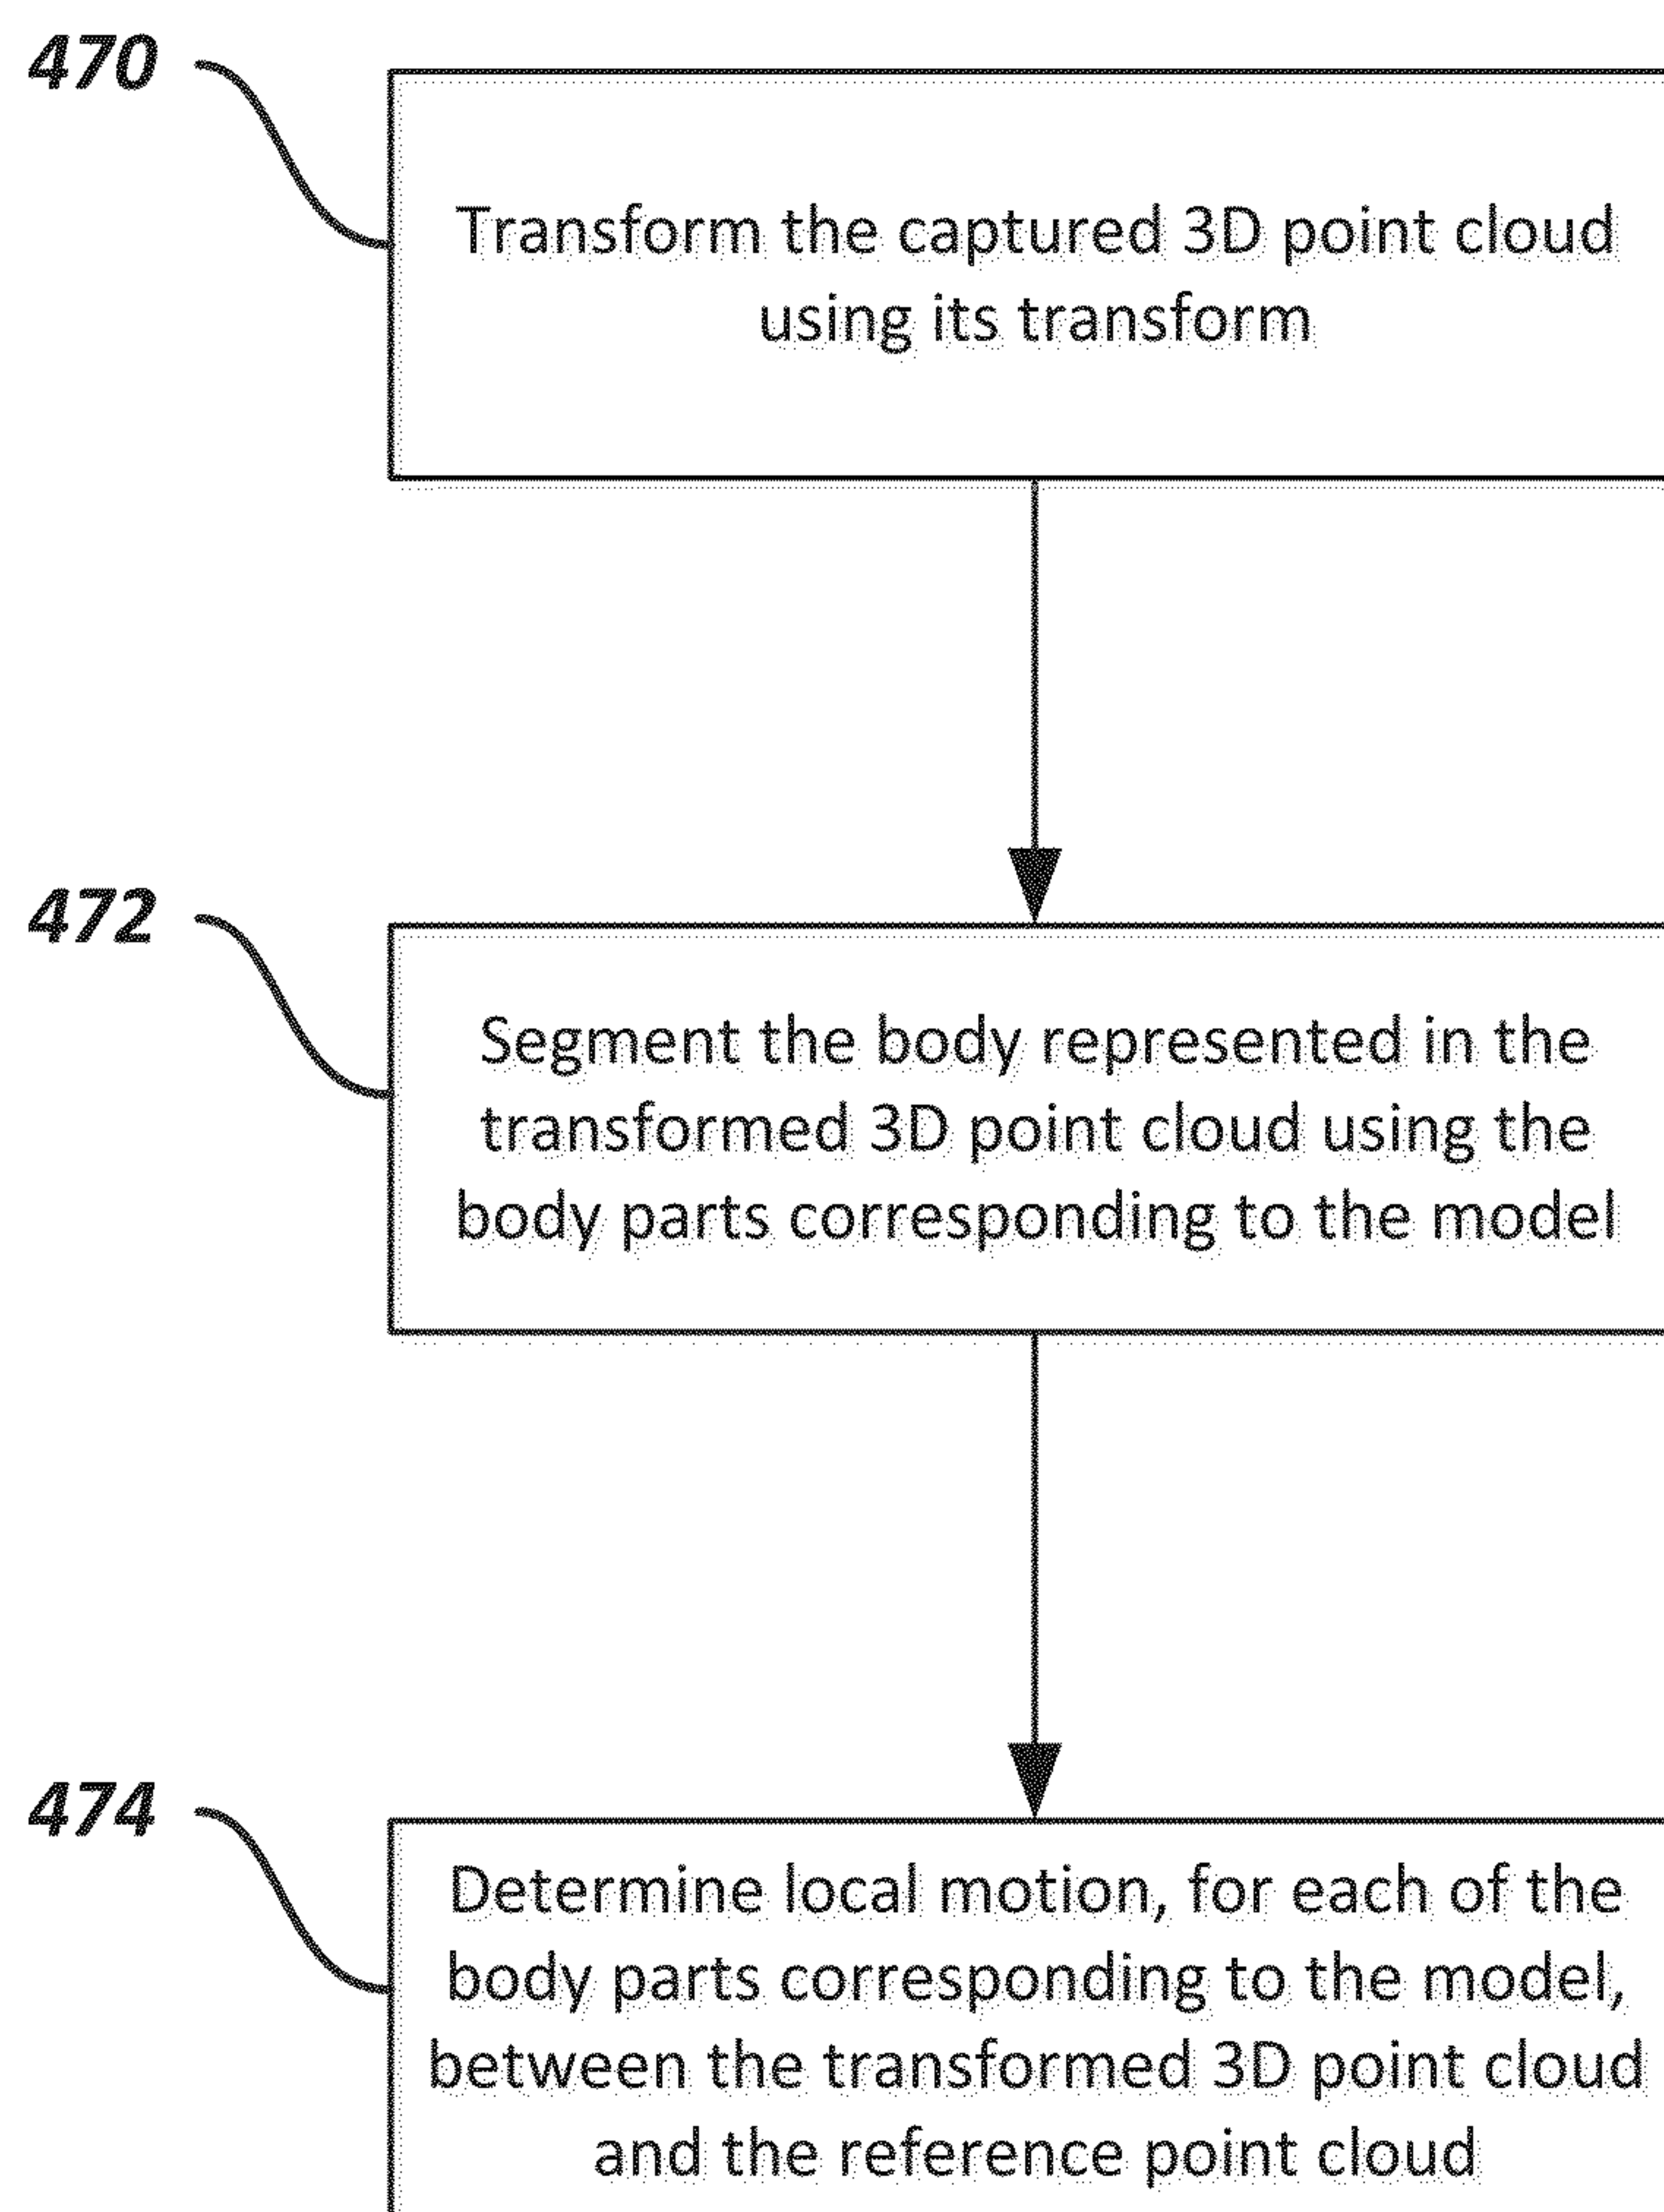 470
Transform the captured 3D point cloud
using its transform
472
Segment the body represented in the
transformed 3D point cloud using the
body parts corresponding to the model
474
Determine local motion, for each of the
body parts corresponding to the model,
between the transformed 3D point cloud
and the reference point cloud